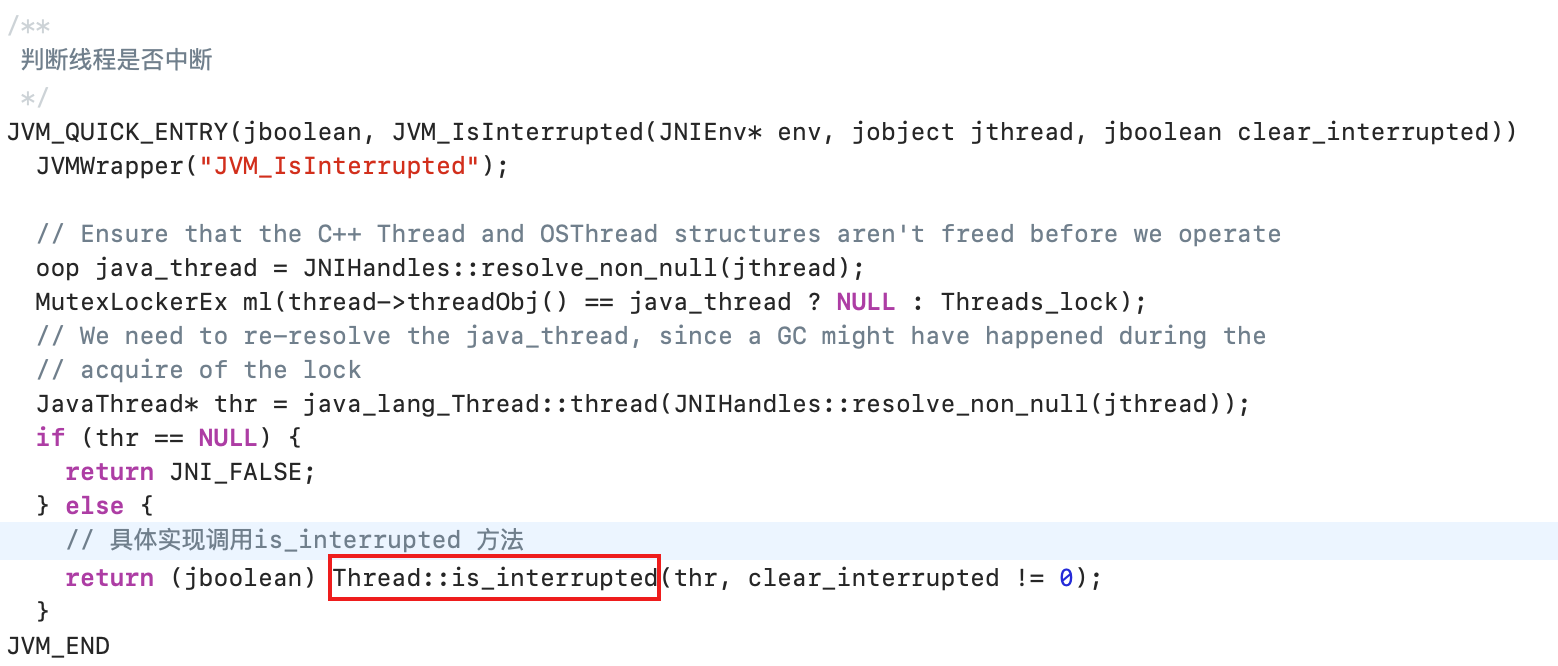 /**
 判断线程是否中断
 */
JVM_QUICK_ENTRY(jboolean, JVM_IsInterrupted(JNIEnv* env, jobject jthread, jboolean clear_interrupted))
  JVMWrapper("JVM_IsInterrupted");

  // Ensure that the C++ Thread and OSThread structures aren't freed before we operate
  oop java_thread = JNIHandles::resolve_non_null(jthread);
  MutexLockerEx ml(thread->threadObj() == java_thread ? NULL : Threads_lock);
  // We need to re-resolve the java_thread, since a GC might have happened during the
  // acquire of the lock
  JavaThread* thr = java_lang_Thread::thread(JNIHandles::resolve_non_null(jthread));
  if (thr == NULL) {
    return JNI_FALSE;
  } else {
    // 具体实现调用is_interrupted 方法
    return (jboolean) Thread::is_interrupted(thr, clear_interrupted != 0);
  }
JVM_END